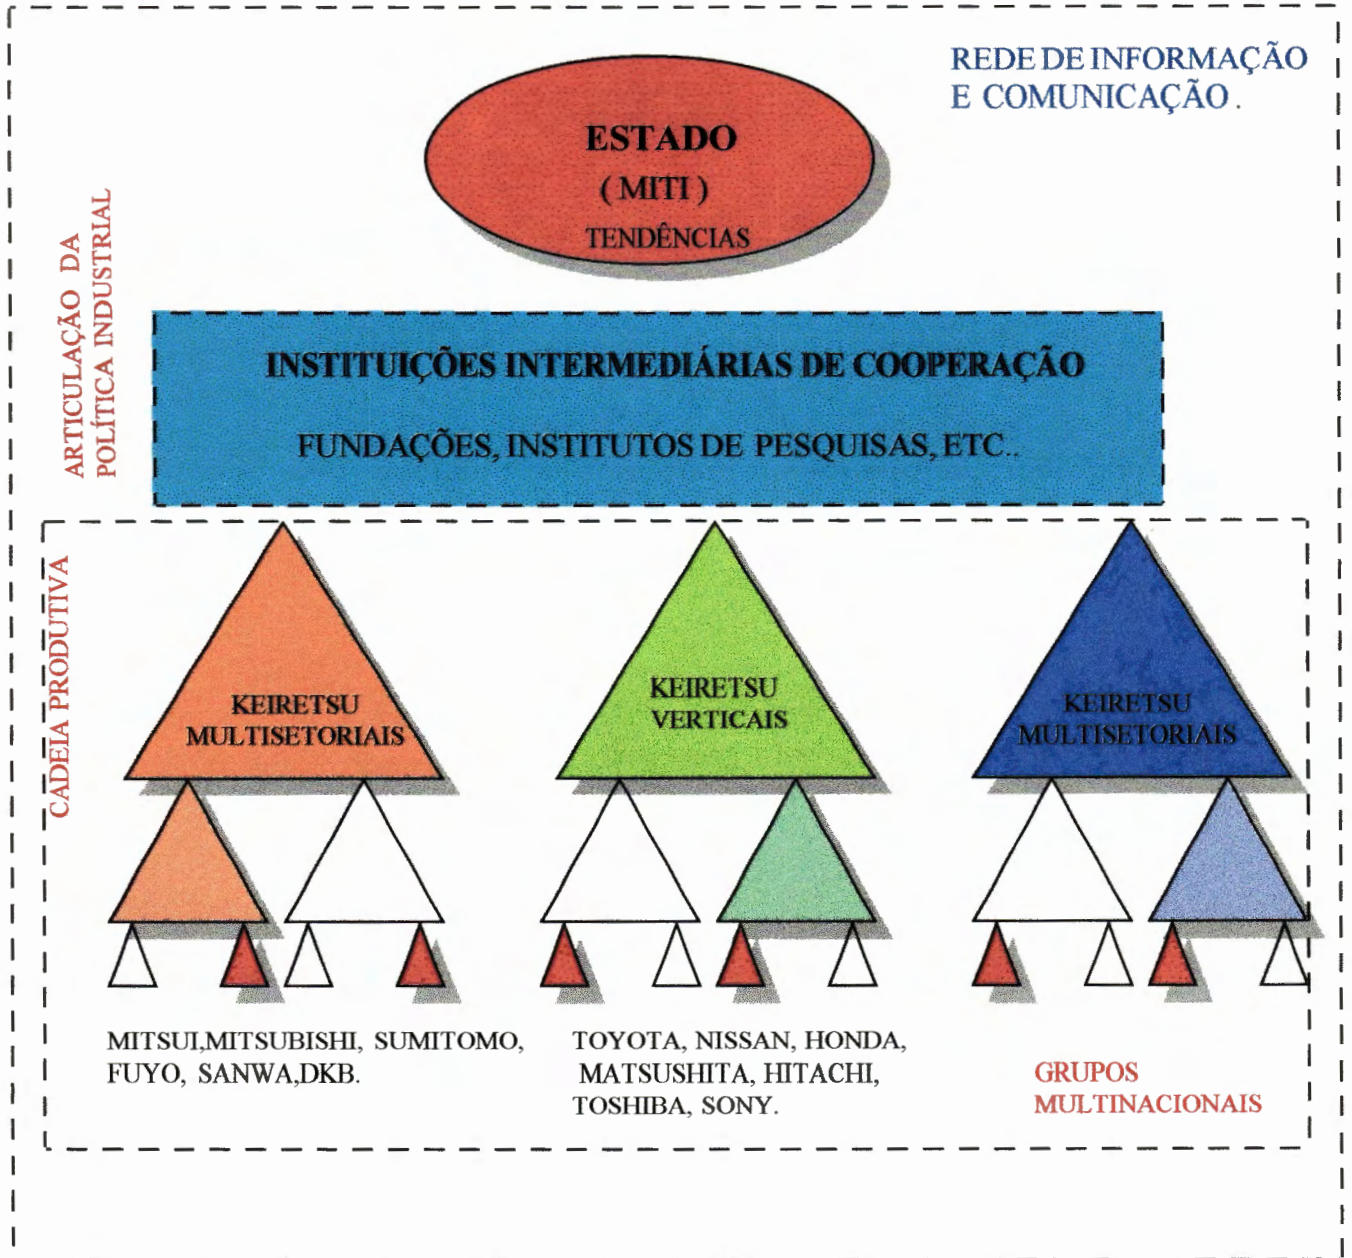 REDE DE INFORMAÇÃO
E COMUNICAÇÃO .
ESTADO
( MITI )
TENDÊNCIAS
ARTICULAÇÃO DA
POLÍTICA INDUSTRIAL
INSTITUIÇÕES INTERMEDIÁRIAS DE COOPERAÇÃO
FUNDAÇÕES, INSTITUTOS DE PESQUISAS, ETC..
CADEIA PRODUTIVA
KEIRETSU
MULTISETORIAIS
KEIRETSU
VERTICAIS
KEIRETSU
MULTISETORIAIS
MITSUI,MITSUBISHI, SUMITOMO,
FUYO, SANWA,DKB.
TOYOTA, NISSAN, HONDA,
MATSUSHITA, HITACHI,
TOSHIBA, SONY.
GRUPOS
MULTINACIONAIS